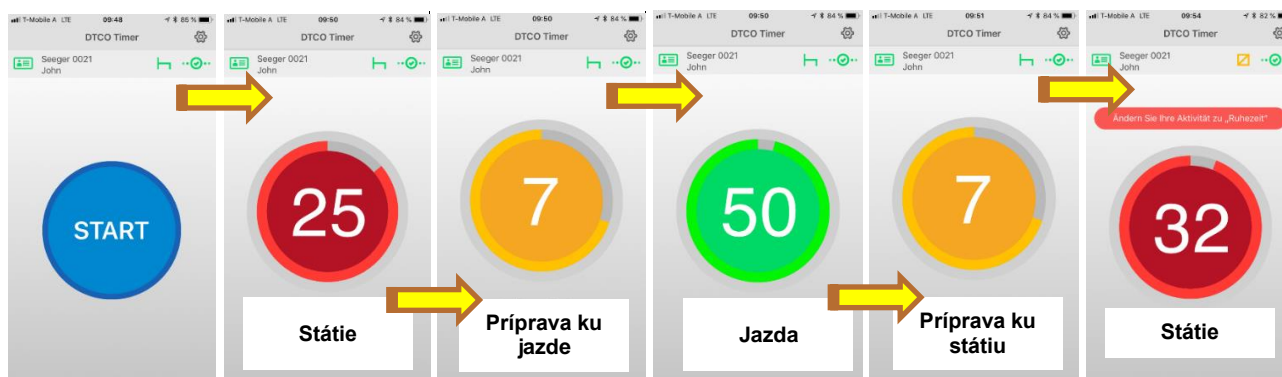 T-Mobile A LTE 09:48 85 %
DTCO Timer
Seeger 0021
John
START
T-Mobile A LTE 09:50 84 %
DTCO Timer
Seeger 0021
John
25
Státie
T-Mobile A LTE 09:50 84 %
DTCO Timer
Seeger 0021
John
7
Príprava ku
jazde
T-Mobile A LTE 09:50 84 %
DTCO Timer
Seeger 0021
John
50
Jazda
T-Mobile A LTE 09:51 84 %
DTCO Timer
Seeger 0021
John
7
Príprava ku
státiu
T-Mobile A LTE 09:54 82 %
DTCO Timer
Seeger 0021
John
Ändern Sie Ihre Aktivität zu „Ruhezeit“
32
Státie